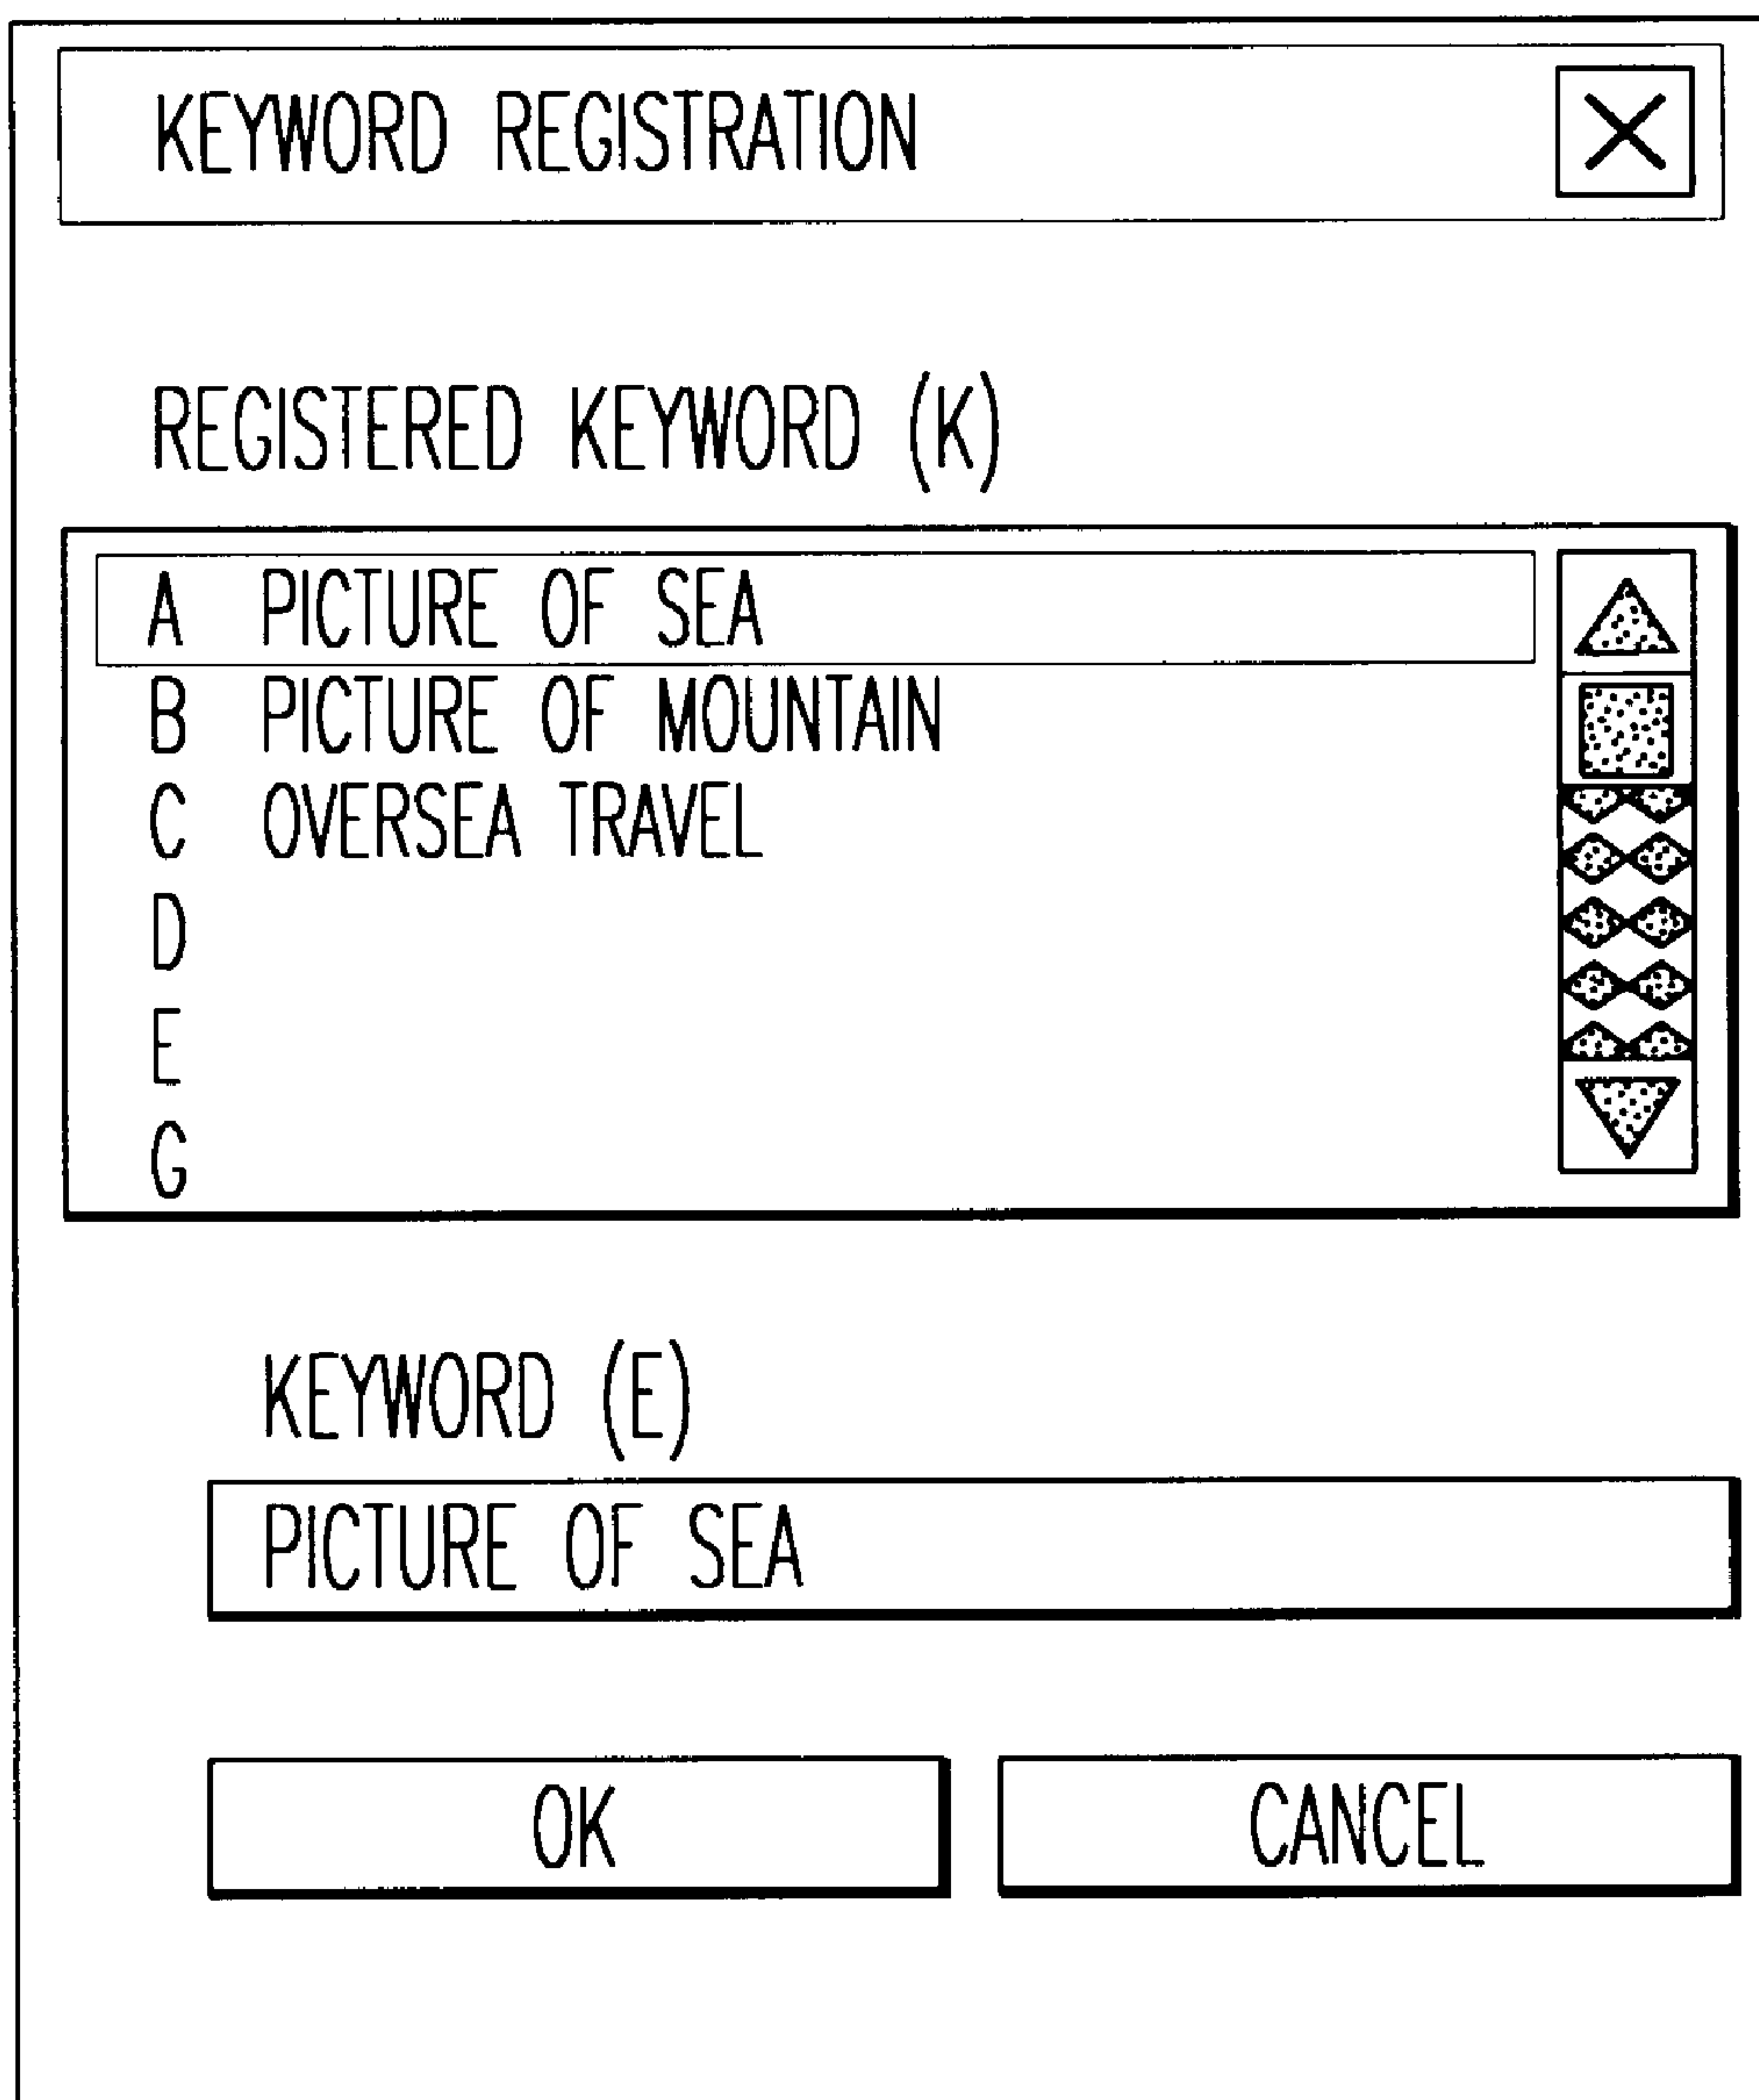 KEYWORD REGISTRATION
REGISTERED KEYWORD (K)
A PICTURE OF SEA
B PICTURE OF MOUNTAIN
C OVERSEA TRAVEL
D
E
G
KEYWORD (E)
PICTURE OF SEA
OK CANCEL